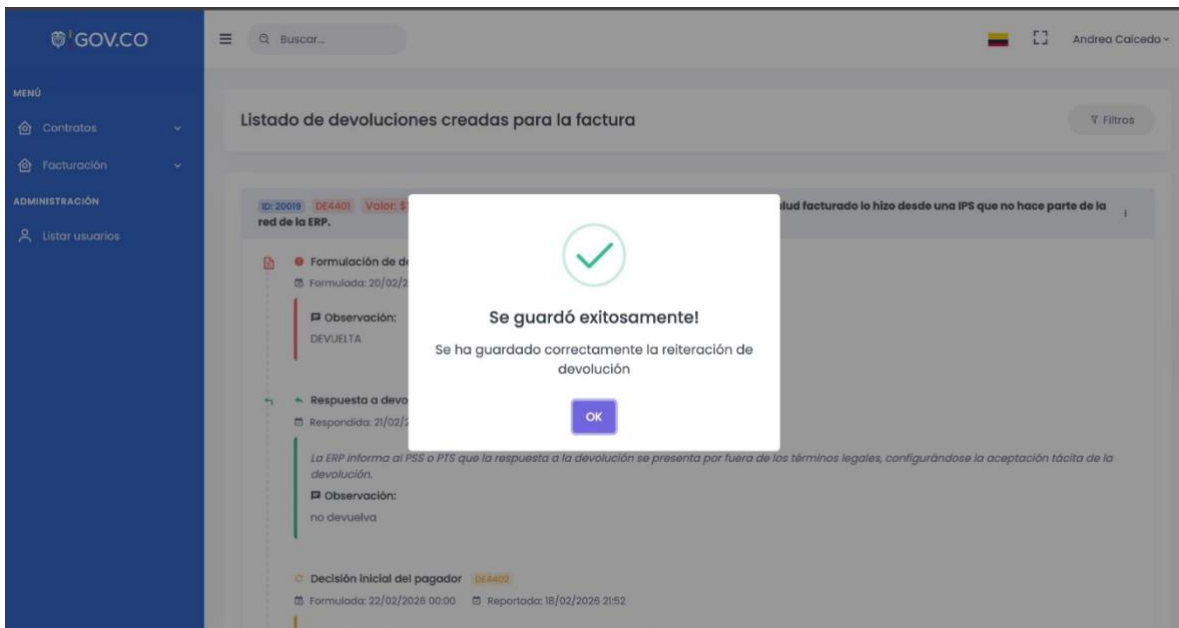 GOV.CO
Buscar...
Andrea Caicedo
MENÚ
Contratos
Facturación
ADMINISTRACIÓN
Listar usuarios
Listado de devoluciones creadas para la factura
Filtros
ID: 20019 DE4401 Valor: $ facturado lo hizo desde una IPS que no hace parte de la
red de la ERP.
Formulación de
Formulada: 20/02/2
Observación:
DEVUELTA
Se guardó exitosamente!
Se ha guardado correctamente la reiteración de
devolución
OK
Respuesta a devo
Respondida: 21/02/2
La ERP informa al PSS o PTS que la respuesta a la devolución se presenta por fuera de los términos legales, configurándose la aceptación tácita de la
devolución.
Observación:
no devuelva
Decisión inicial del pagador DE4402
Formulada: 22/02/2026 00:00 Reportada: 18/02/2026 21:52